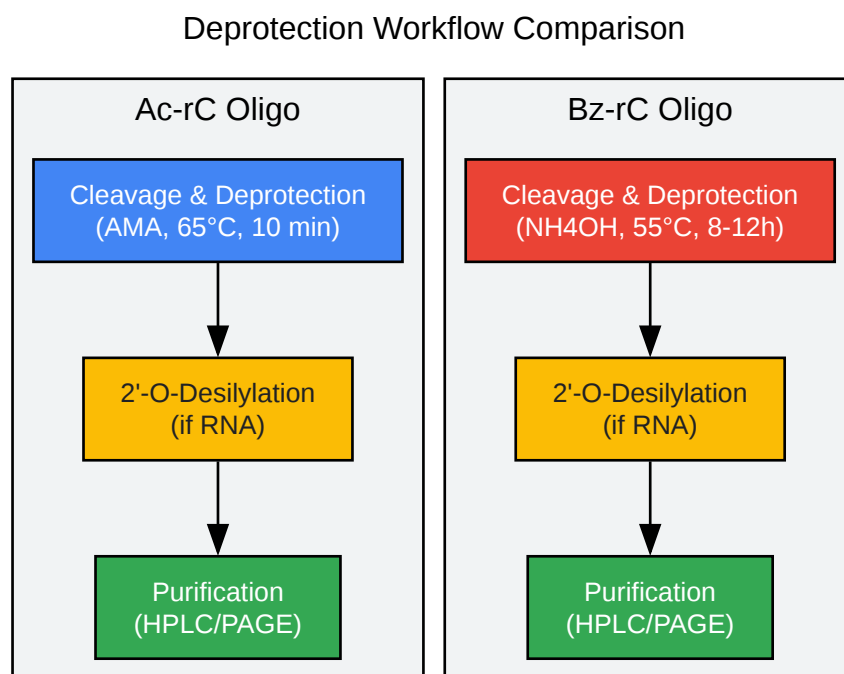 Deprotection Workflow Comparison
Ac-rC Oligo
Cleavage & Deprotection
(AMA, 65°C, 10 min)
2'-O-Desilylation
(if RNA)
Purification
(HPLC/PAGE)
Bz-rC Oligo
Cleavage & Deprotection
(NH4OH, 55°C, 8-12h)
2'-O-Desilylation
(if RNA)
Purification
(HPLC/PAGE)